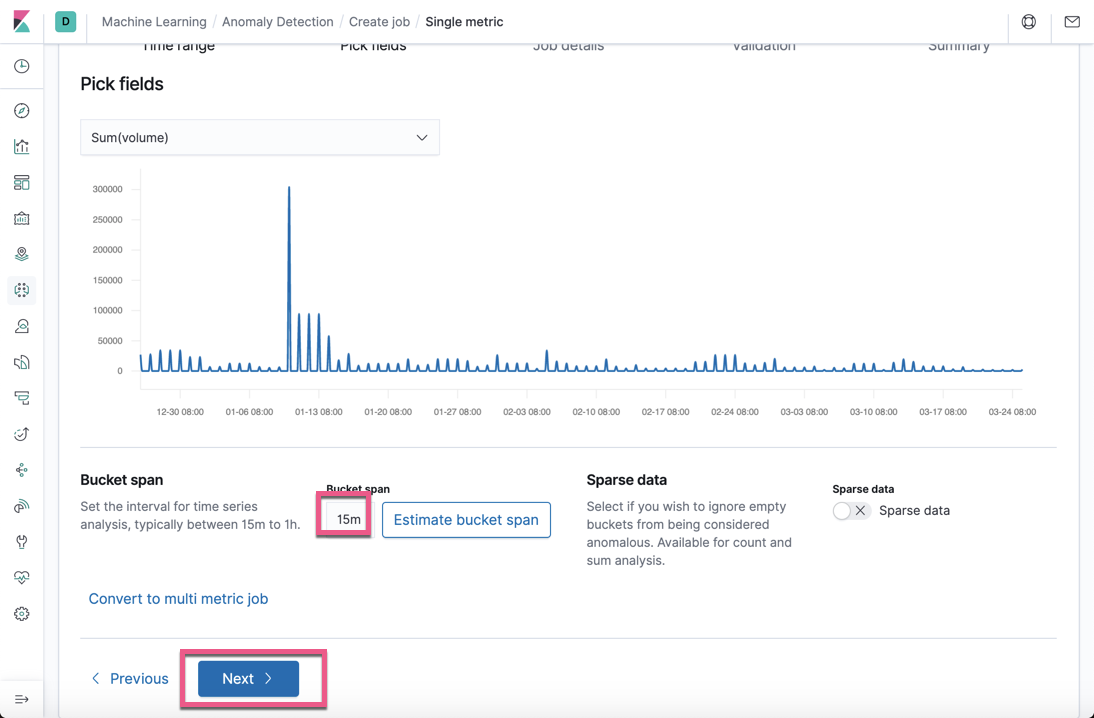 D Machine Learning / Anomaly Detection / Create job / Single metric
Time range Pick fields Job details Validation Summary
Pick fields
Sum(volume)
300000
250000
200000
150000
100000
50000
0
12-30 08:00 01-06 08:00 01-13 08:00 01-20 08:00 01-27 08:00 02-03 08:00 02-10 08:00 02-17 08:00 02-24 08:00 03-03 08:00 03-10 08:00 03-17 08:00 03-24 08:00
Bucket span
Set the interval for time series
analysis, typically between 15m to 1h.
Bucket span
15m
Estimate bucket span
Sparse data
Select if you wish to ignore empty
buckets from being considered
anomalous. Available for count and
sum analysis.
Sparse data
Sparse data
Convert to multi metric job
Previous
Next